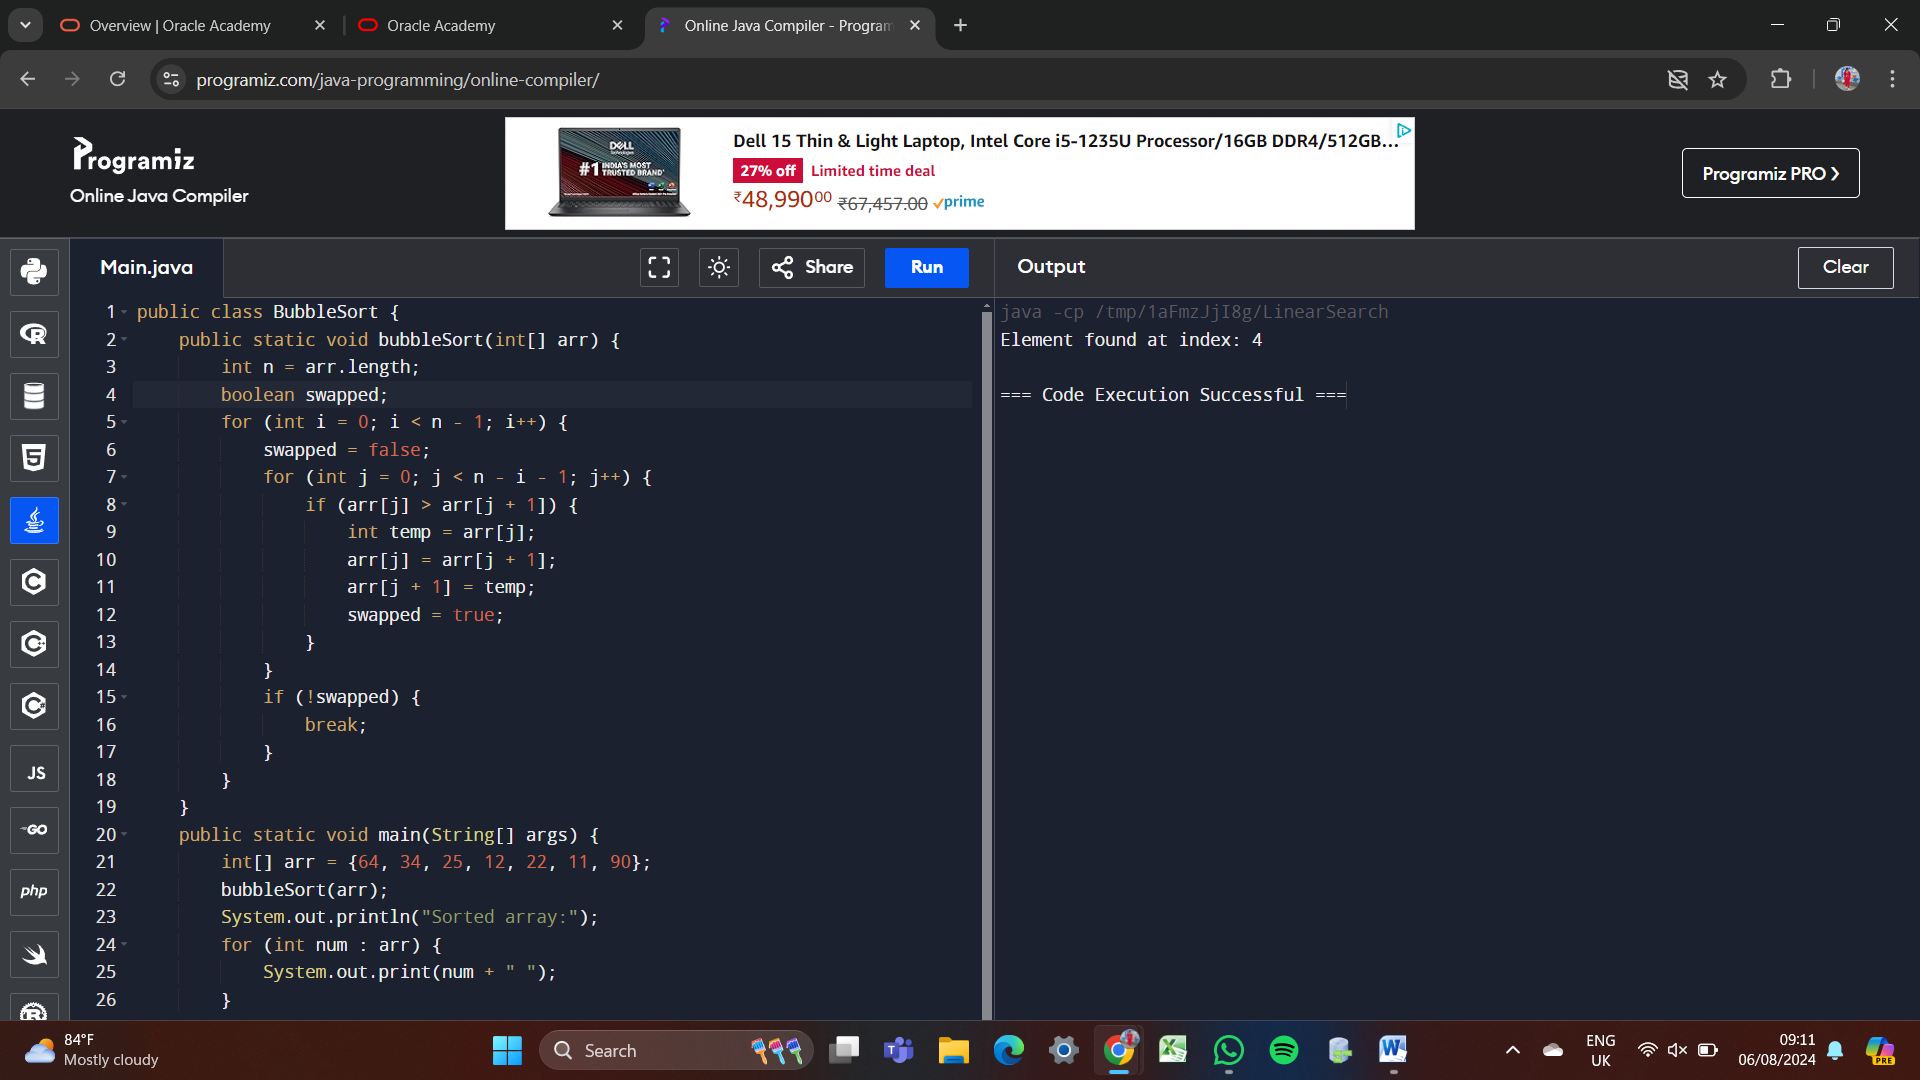 Overview | Oracle Academy
Oracle Academy
Online Java Compiler - Program
programiz.com/java-programming/online-compiler/
Programiz
Online Java Compiler
DELL
Technologies
#1 INDIA'S MOST
TRUSTED BRAND*
Dell 15 Thin & Light Laptop, Intel Core i5-1235U Processor/16GB DDR4/512GB...
27% off Limited time deal
₹48,990⁰⁰ ₹67,457.00 prime
Programiz PRO ❯
Main.java
Share
Run
Output
Clear
1 public class BubbleSort {
2 public static void bubbleSort(int[] arr) {
3 int n = arr.length;
4 boolean swapped;
5 for (int i = 0; i < n - 1; i++) {
6 swapped = false;
7 for (int j = 0; j < n - i - 1; j++) {
8 if (arr[j] > arr[j + 1]) {
9 int temp = arr[j];
10 arr[j] = arr[j + 1];
11 arr[j + 1] = temp;
12 swapped = true;
13 }
14 }
15 if (!swapped) {
16 break;
17 }
18 }
19 }
20 public static void main(String[] args) {
21 int[] arr = {64, 34, 25, 12, 22, 11, 90};
22 bubbleSort(arr);
23 System.out.println("Sorted array:");
24 for (int num : arr) {
25 System.out.print(num + " ");
26 }
java -cp /tmp/1aFmzJjI8g/LinearSearch
Element found at index: 4
=== Code Execution Successful ===
R
5
C
C
C
JS
GO
php
R
84°F
Mostly cloudy
Search
ENG
UK
09:11
06/08/2024
PRE